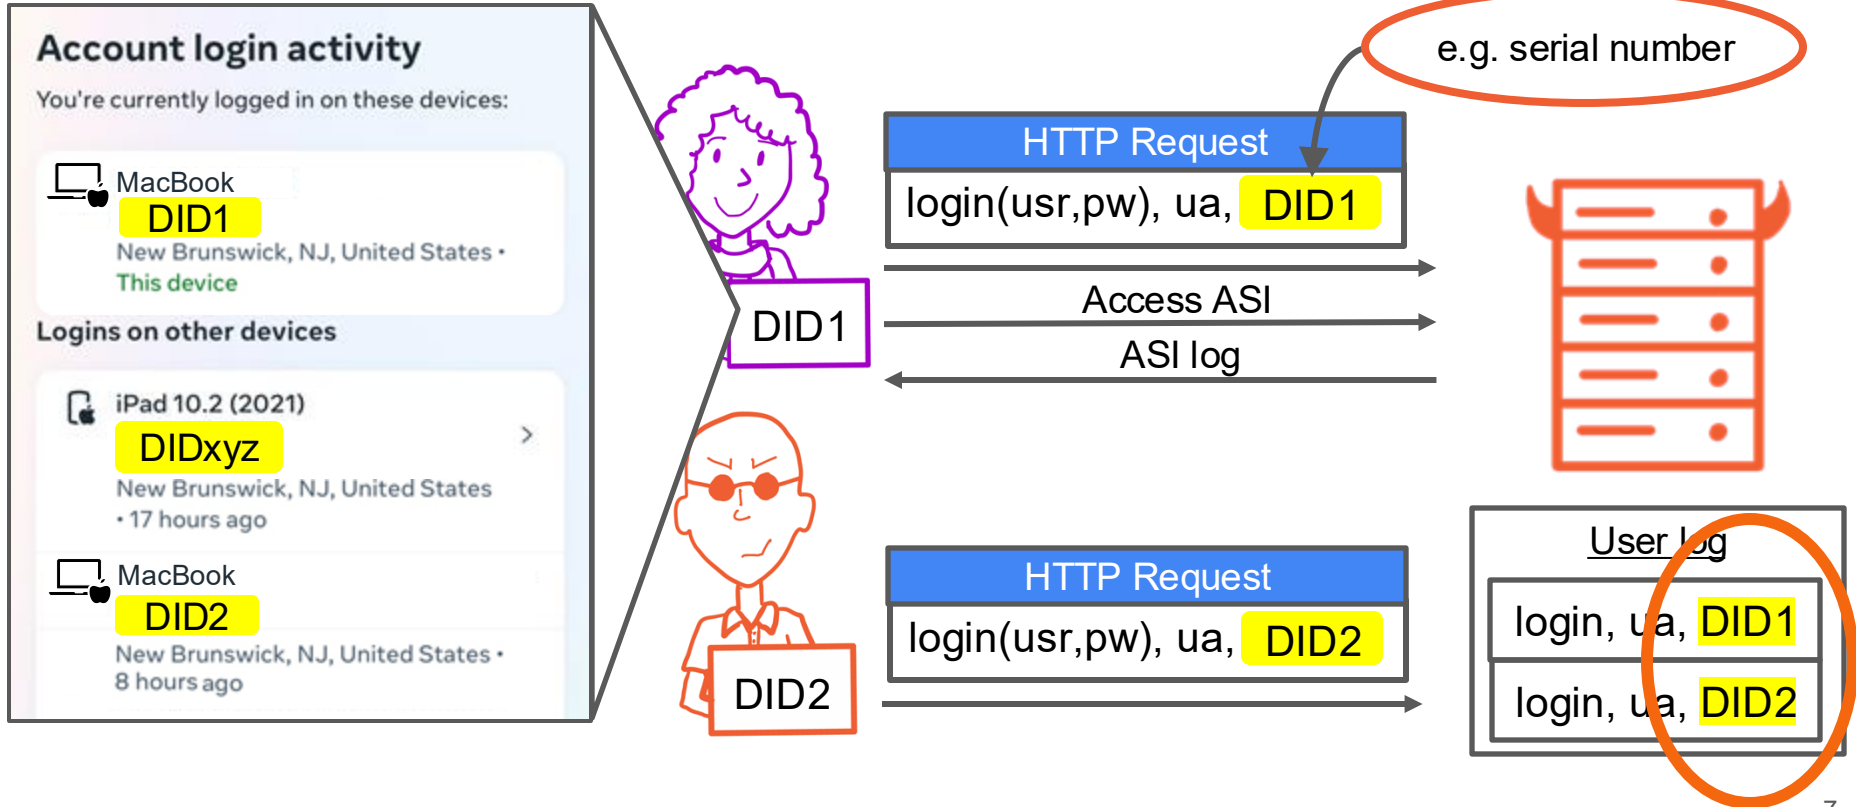 Account login activity
You're currently logged in on these devices:
MacBook
DID1
New Brunswick, NJ, United States •
This device
Logins on other devices
iPad 10.2 (2021)
DIDxyz
New Brunswick, NJ, United States
• 17 hours ago
MacBook
DID2
New Brunswick, NJ, United States •
8 hours ago
DID1
DID2
e.g. serial number
HTTP Request
login(usr,pw), ua, DID1
Access ASI
ASI log
HTTP Request
login(usr,pw), ua, DID2
User log
login, ua, DID1
login, ua, DID2